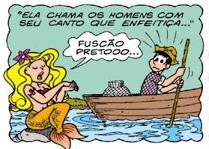 "ELA CHAMA OS HOMENS COM
SEU CANTO QUE ENFEITIÇA..."
FUSCÃO
PRETOOO...